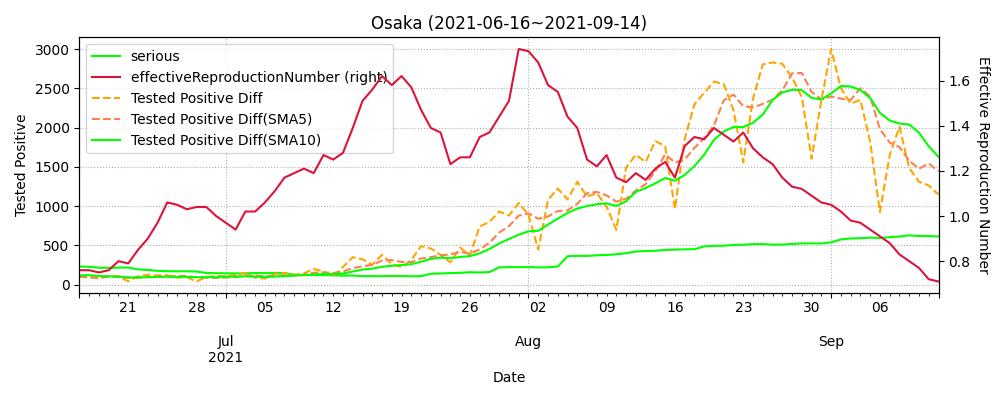 Osaka (2021-06-16~2021-09-14)
serious
effectiveReproductionNumber (right)
Tested Positive Diff
Tested Positive Diff(SMA5)
Tested Positive Diff(SMA10)
Tested Positive
3000
2500
2000
1500
1000
500
0
Effective Reproduction Number
1.6
1.4
1.2
1.0
0.8
21 28 05 12 19 26 02 09 16 23 30 06
Jul Aug Sep
2021
Date